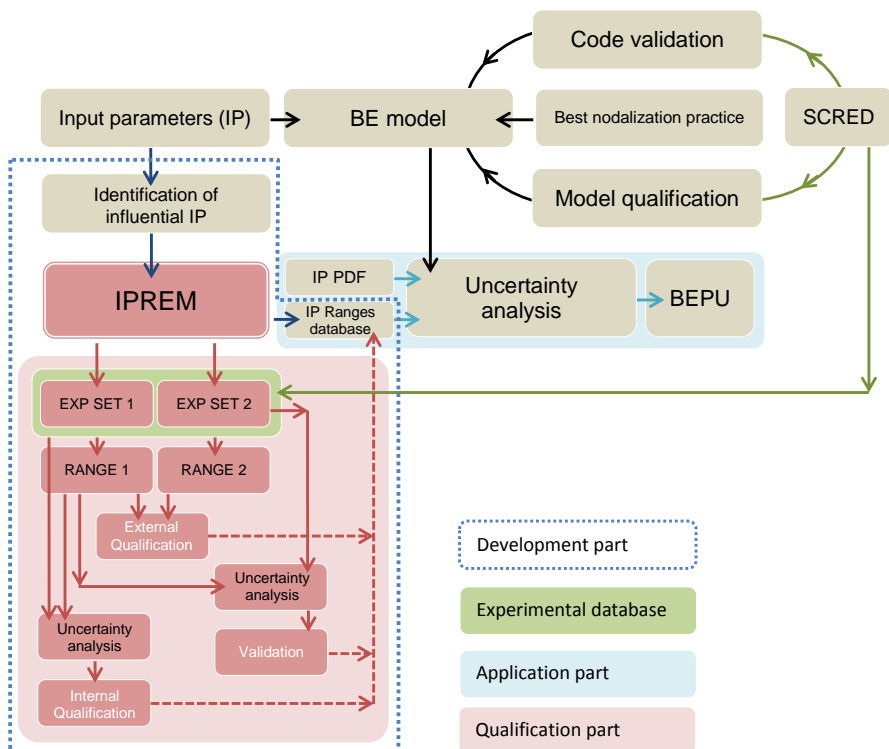 Code validation
Input parameters (IP)
BE model
Best nodalization practice
SCRED
Identification of
influential IP
Model qualification
IPREM
IP PDF
IP Ranges
database
Uncertainty
analysis
BEPU
EXP SET 1
EXP SET 2
RANGE 1
RANGE 2
External
Qualification
Uncertainty
analysis
Uncertainty
analysis
Validation
Internal
Qualification
Development part
Experimental database
Application part
Qualification part